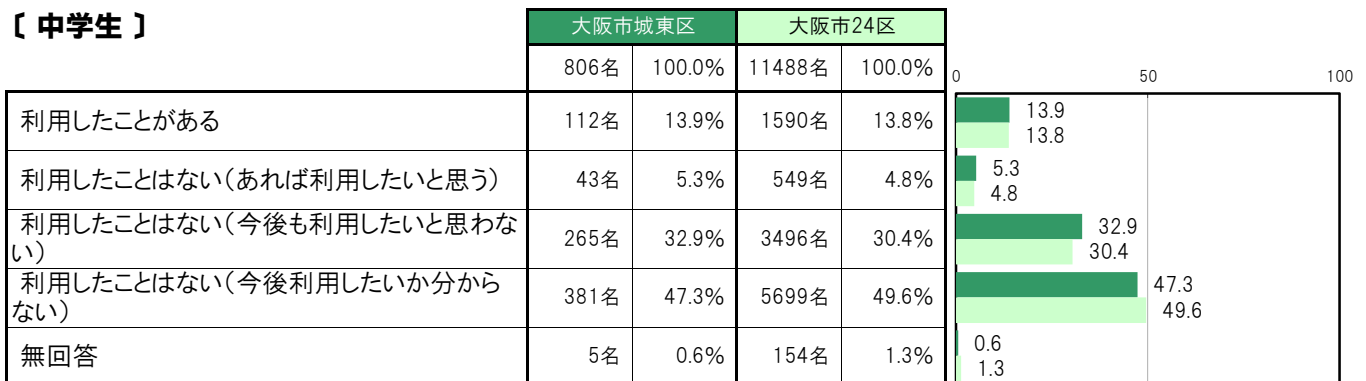 〔 中学生 〕
大阪市城東区 大阪市24区
806名 100.0% 11488名 100.0%
0 50 100
利用したことがある 112名 13.9% 1590名 13.8%
13.9
13.8
利用したことはない（あれば利用したいと思う） 43名 5.3% 549名 4.8%
5.3
4.8
利用したことはない（今後も利用したいと思わな
い） 265名 32.9% 3496名 30.4%
32.9
30.4
利用したことはない（今後利用したいか分から
ない） 381名 47.3% 5699名 49.6%
47.3
49.6
無回答 5名 0.6% 154名 1.3%
0.6
1.3